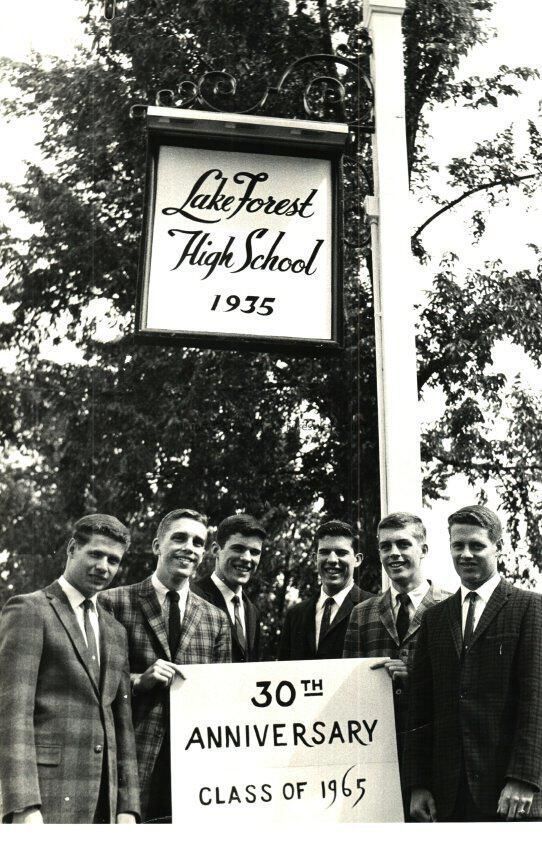 Lake Forest
High School
1935
30TH
ANNIVERSARY
CLASS OF 1965